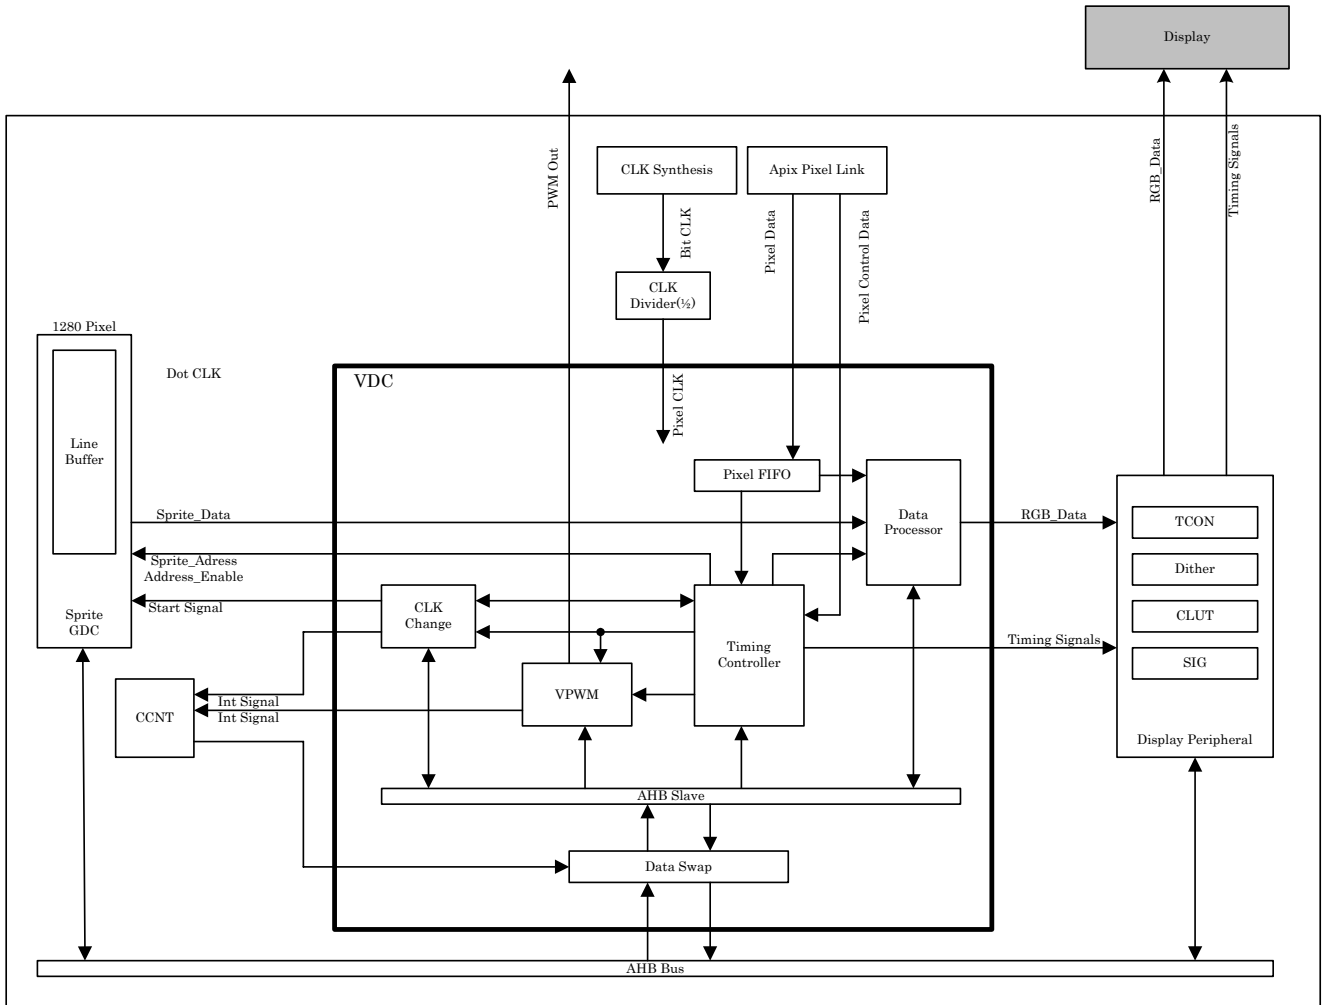 Display
RGB_Data
Timing Signals
PWM Out
CLK Synthesis
Apix Pixel Link
Bit CLK
Pixel Data
Pixel Control Data
CLK
Divider(½)
1280 Pixel
Dot CLK
VDC
Pixel CLK
Line
Buffer
Pixel FIFO
Sprite_Data
Data
Processor
RGB_Data
TCON
Sprite_Adress
Address_Enable
Dither
Start Signal
CLK
Change
CLUT
Sprite
GDC
Timing
Controller
Timing Signals
SIG
VPWM
Int Signal
Int Signal
CCNT
Display Peripheral
AHB Slave
Data Swap
AHB Bus